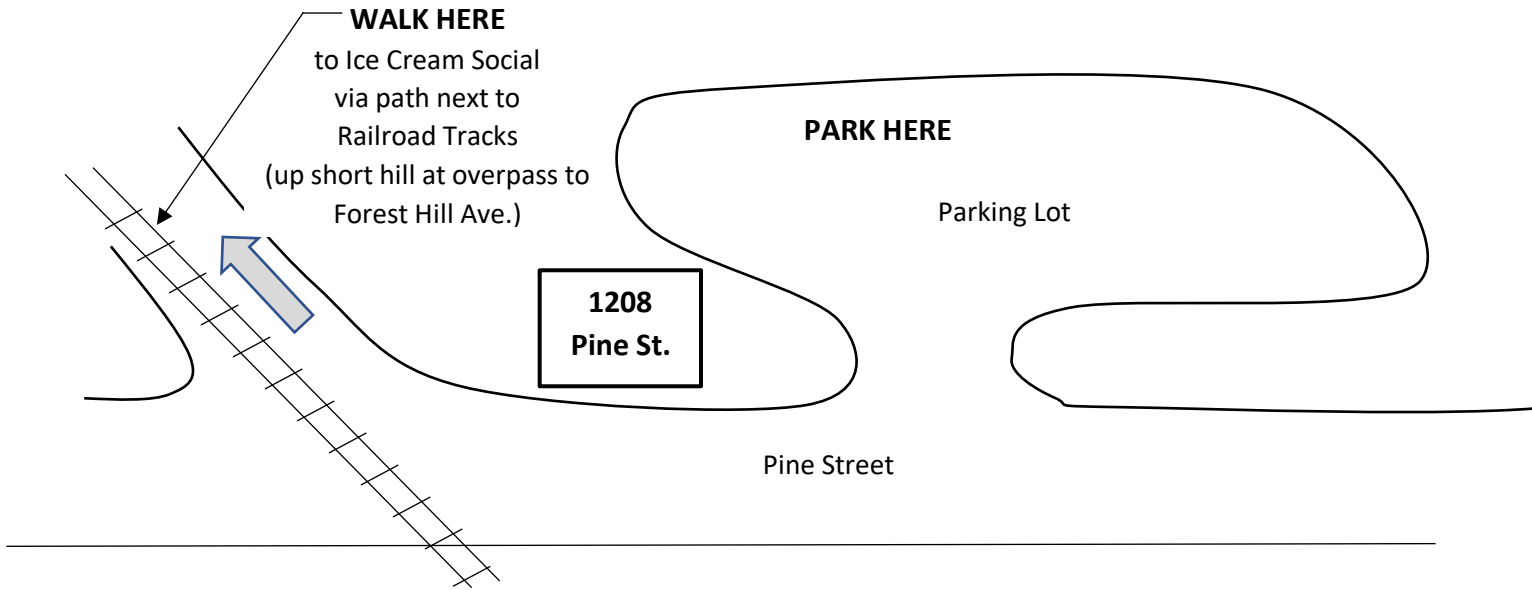 WALK HERE
to Ice Cream Social
via path next to
Railroad Tracks
(up short hill at overpass to
Forest Hill Ave.)
PARK HERE
Parking Lot
1208
Pine St.
Pine Street